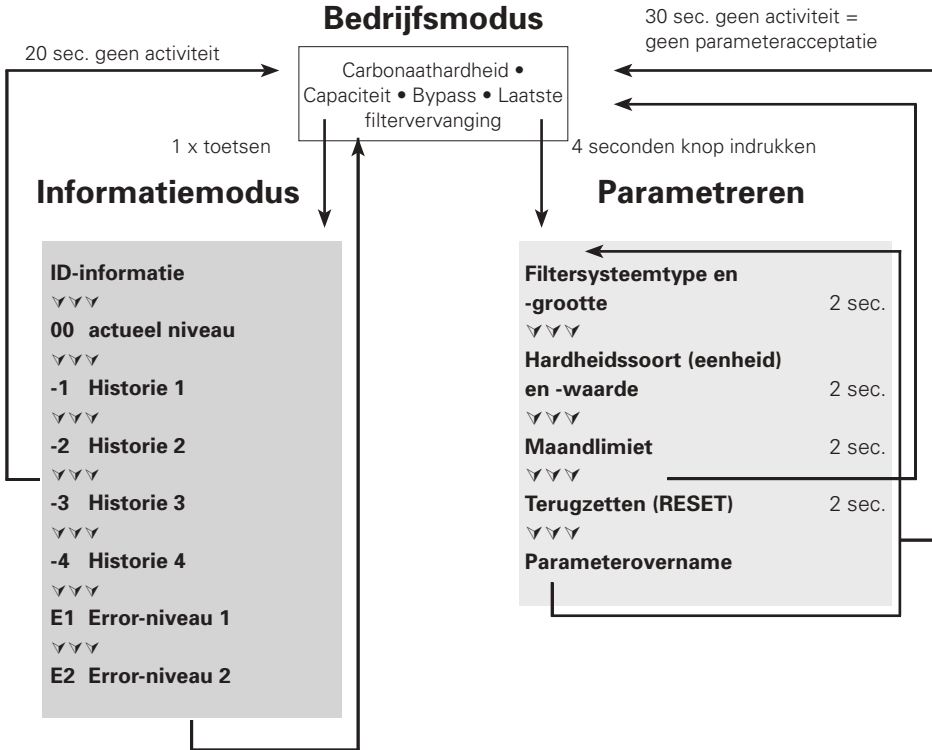 Bedrijfsmodus
20 sec. geen activiteit
30 sec. geen activiteit =
geen parameteracceptatie
Carbonaathardheid •
Capaciteit • Bypass • Laatste
filtervervanging
1 x toetsen
4 seconden knop indrukken
Informatiemodus
ID-informatie
00 actueel niveau
-1 Historie 1
-2 Historie 2
-3 Historie 3
-4 Historie 4
E1 Error-niveau 1
E2 Error-niveau 2
Parametreren
Filtersysteemtype en
-grootte 2 sec.
Hardheidssoort (eenheid)
en -waarde 2 sec.
Maandlimiet 2 sec.
Terugzetten (RESET) 2 sec.
Parameterovername